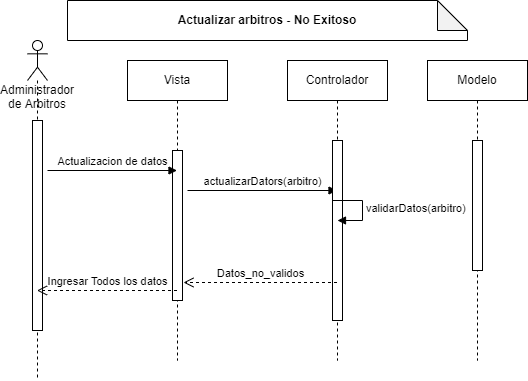 Actualizar arbitros - No Exitoso
Administrador
de Arbitros
Vista
Controlador
Modelo
Actualizacion de datos
actualizarDators(arbitro)
validarDatos(arbitro)
Datos_no_validos
Ingresar Todos los datos